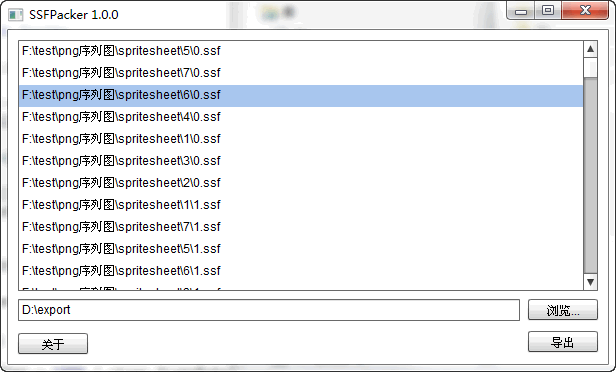 SSFPacker 1.0.0
F:\test\png序列图\spritesheet\5\0.ssf
F:\test\png序列图\spritesheet\7\0.ssf
F:\test\png序列图\spritesheet\6\0.ssf
F:\test\png序列图\spritesheet\4\0.ssf
F:\test\png序列图\spritesheet\1\0.ssf
F:\test\png序列图\spritesheet\3\0.ssf
F:\test\png序列图\spritesheet\2\0.ssf
F:\test\png序列图\spritesheet\1\1.ssf
F:\test\png序列图\spritesheet\7\1.ssf
F:\test\png序列图\spritesheet\5\1.ssf
F:\test\png序列图\spritesheet\6\1.ssf
D:\export
浏览...
关于
导出